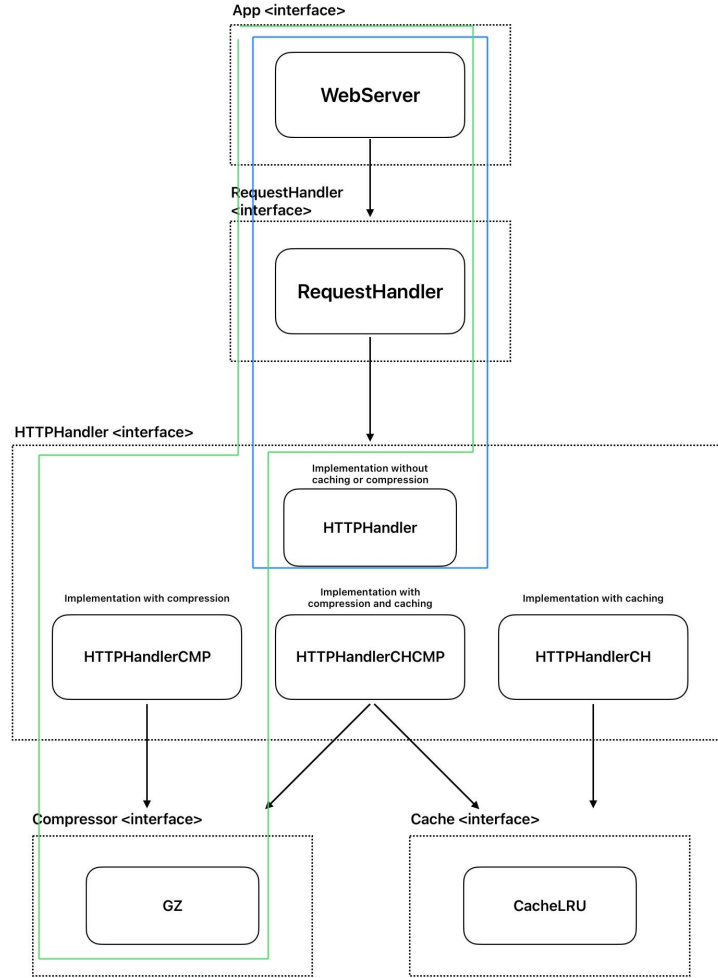 App <interface>
WebServer
RequestHandler
<interface>
RequestHandler
HTTPHandler <interface>
Implementation without
caching or compression
HTTPHandler
Implementation with compression
Implementation with
compression and caching
Implementation with caching
HTTPHandlerCMP
HTTPHandlerCHCMP
HTTPHandlerCH
Compressor <interface>
Cache <interface>
GZ
CacheLRU